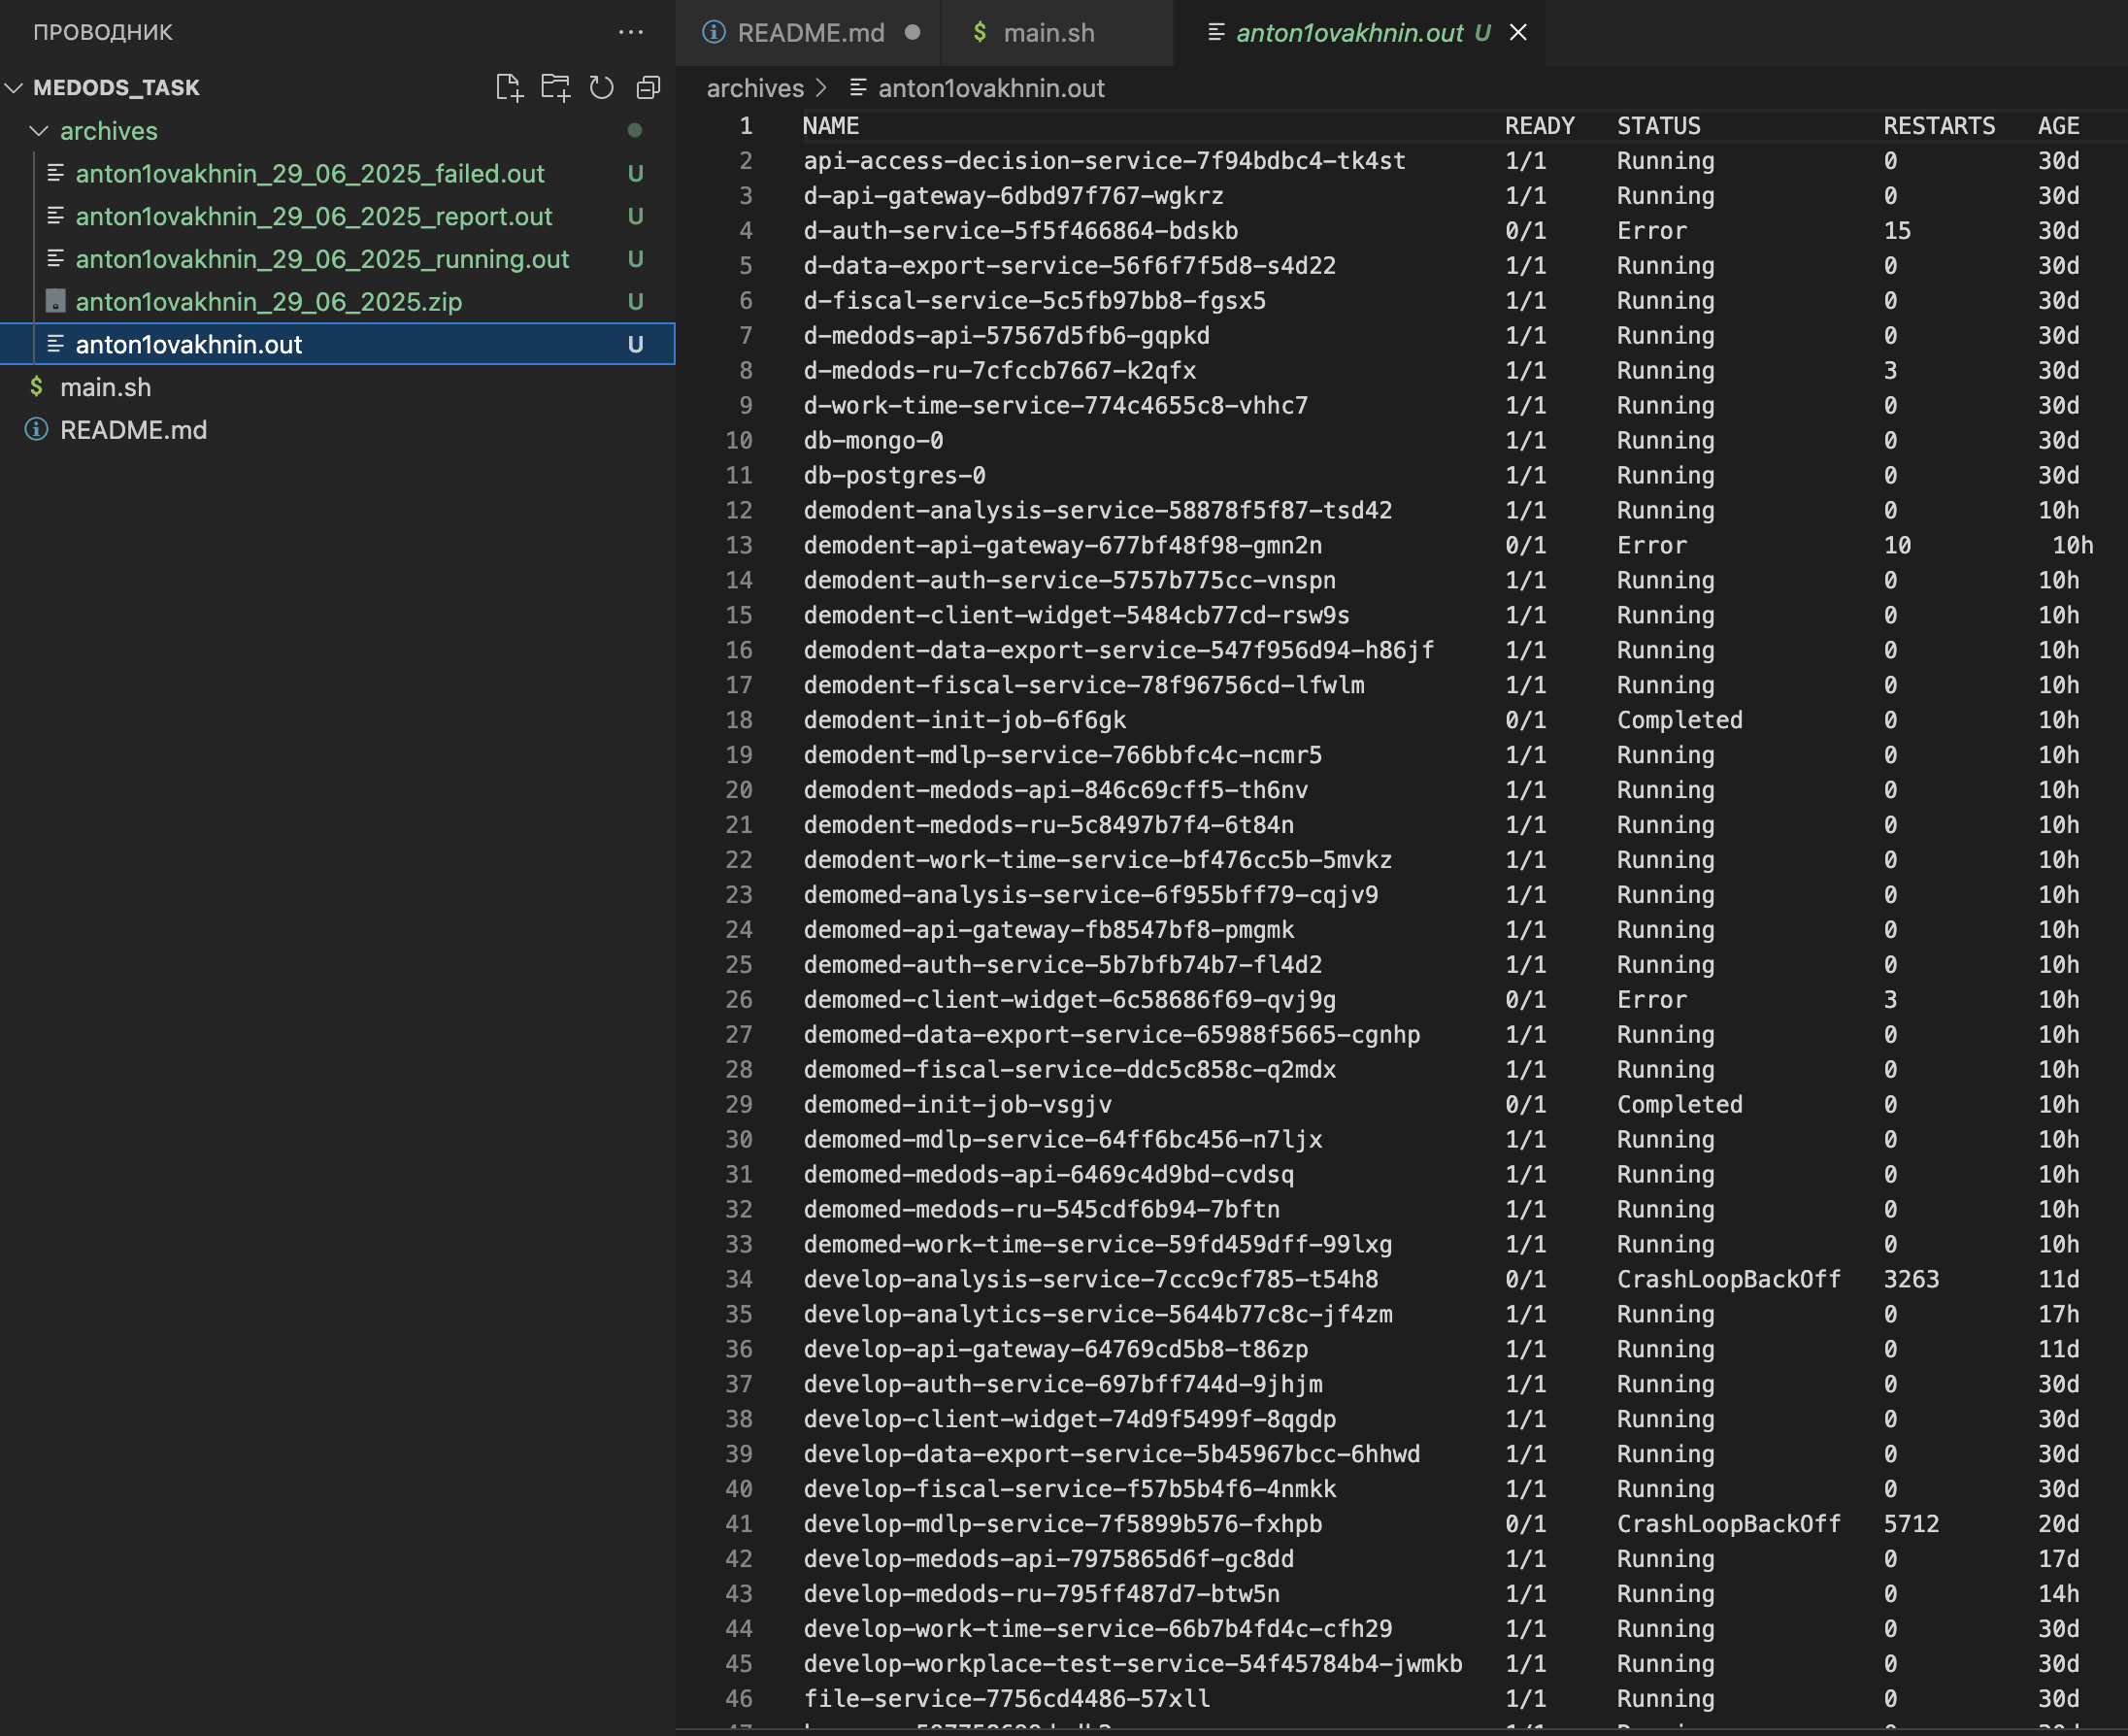 ПРОВОДНИК
MEDODS_TASK
archives
anton1ovakhnin_29_06_2025_failed.out U
anton1ovakhnin_29_06_2025_report.out U
anton1ovakhnin_29_06_2025_running.out U
anton1ovakhnin_29_06_2025.zip U
anton1ovakhnin.out U
$ main.sh
README.md
README.md $ main.sh anton1ovakhnin.out U
archives > anton1ovakhnin.out
1 NAME READY STATUS RESTARTS AGE
2 api-access-decision-service-7f94bdbc4-tk4st 1/1 Running 0 30d
3 d-api-gateway-6dbd97f767-wgkrz 1/1 Running 0 30d
4 d-auth-service-5f5f466864-bdskb 0/1 Error 15 30d
5 d-data-export-service-56f6f7f5d8-s4d22 1/1 Running 0 30d
6 d-fiscal-service-5c5fb97bb8-fgsx5 1/1 Running 0 30d
7 d-medods-api-57567d5fb6-gqpkd 1/1 Running 0 30d
8 d-medods-ru-7cfccb7667-k2qfx 1/1 Running 3 30d
9 d-work-time-service-774c4655c8-vhhc7 1/1 Running 0 30d
10 db-mongo-0 1/1 Running 0 30d
11 db-postgres-0 1/1 Running 0 30d
12 demodent-analysis-service-58878f5f87-tsd42 1/1 Running 0 10h
13 demodent-api-gateway-677bf48f98-gmn2n 0/1 Error 10 10h
14 demodent-auth-service-5757b775cc-vnspn 1/1 Running 0 10h
15 demodent-client-widget-5484cb77cd-rsw9s 1/1 Running 0 10h
16 demodent-data-export-service-547f956d94-h86jf 1/1 Running 0 10h
17 demodent-fiscal-service-78f96756cd-lfwlm 1/1 Running 0 10h
18 demodent-init-job-6f6gk 0/1 Completed 0 10h
19 demodent-mdlp-service-766bbfc4c-ncmr5 1/1 Running 0 10h
20 demodent-medods-api-846c69cff5-th6nv 1/1 Running 0 10h
21 demodent-medods-ru-5c8497b7f4-6t84n 1/1 Running 0 10h
22 demodent-work-time-service-bf476cc5b-5mvkz 1/1 Running 0 10h
23 demomed-analysis-service-6f955bff79-cqjv9 1/1 Running 0 10h
24 demomed-api-gateway-fb8547bf8-pmgmk 1/1 Running 0 10h
25 demomed-auth-service-5b7bfb74b7-fl4d2 1/1 Running 0 10h
26 demomed-client-widget-6c58686f69-qvj9g 0/1 Error 3 10h
27 demomed-data-export-service-65988f5665-cgnhp 1/1 Running 0 10h
28 demomed-fiscal-service-ddc5c858c-q2mdx 1/1 Running 0 10h
29 demomed-init-job-vsgjv 0/1 Completed 0 10h
30 demomed-mdlp-service-64ff6bc456-n7ljx 1/1 Running 0 10h
31 demomed-medods-api-6469c4d9bd-cvdsq 1/1 Running 0 10h
32 demomed-medods-ru-545cdf6b94-7bftn 1/1 Running 0 10h
33 demomed-work-time-service-59fd459dff-99lxg 1/1 Running 0 10h
34 develop-analysis-service-7ccc9cf785-t54h8 0/1 CrashLoopBackOff 3263 11d
35 develop-analytics-service-5644b77c8c-jf4zm 1/1 Running 0 17h
36 develop-api-gateway-64769cd5b8-t86zp 1/1 Running 0 11d
37 develop-auth-service-697bff744d-9jhjm 1/1 Running 0 30d
38 develop-client-widget-74d9f5499f-8qgdp 1/1 Running 0 30d
39 develop-data-export-service-5b45967bcc-6hhwd 1/1 Running 0 30d
40 develop-fiscal-service-f57b5b4f6-4nmkk 1/1 Running 0 30d
41 develop-mdlp-service-7f5899b576-fxhpb 0/1 CrashLoopBackOff 5712 20d
42 develop-medods-api-7975865d6f-gc8dd 1/1 Running 0 17d
43 develop-medods-ru-795ff487d7-btw5n 1/1 Running 0 14h
44 develop-work-time-service-66b7b4fd4c-cfh29 1/1 Running 0 30d
45 develop-workplace-test-service-54f45784b4-jwmkb 1/1 Running 0 30d
46 file-service-7756cd4486-57xll 1/1 Running 0 30d